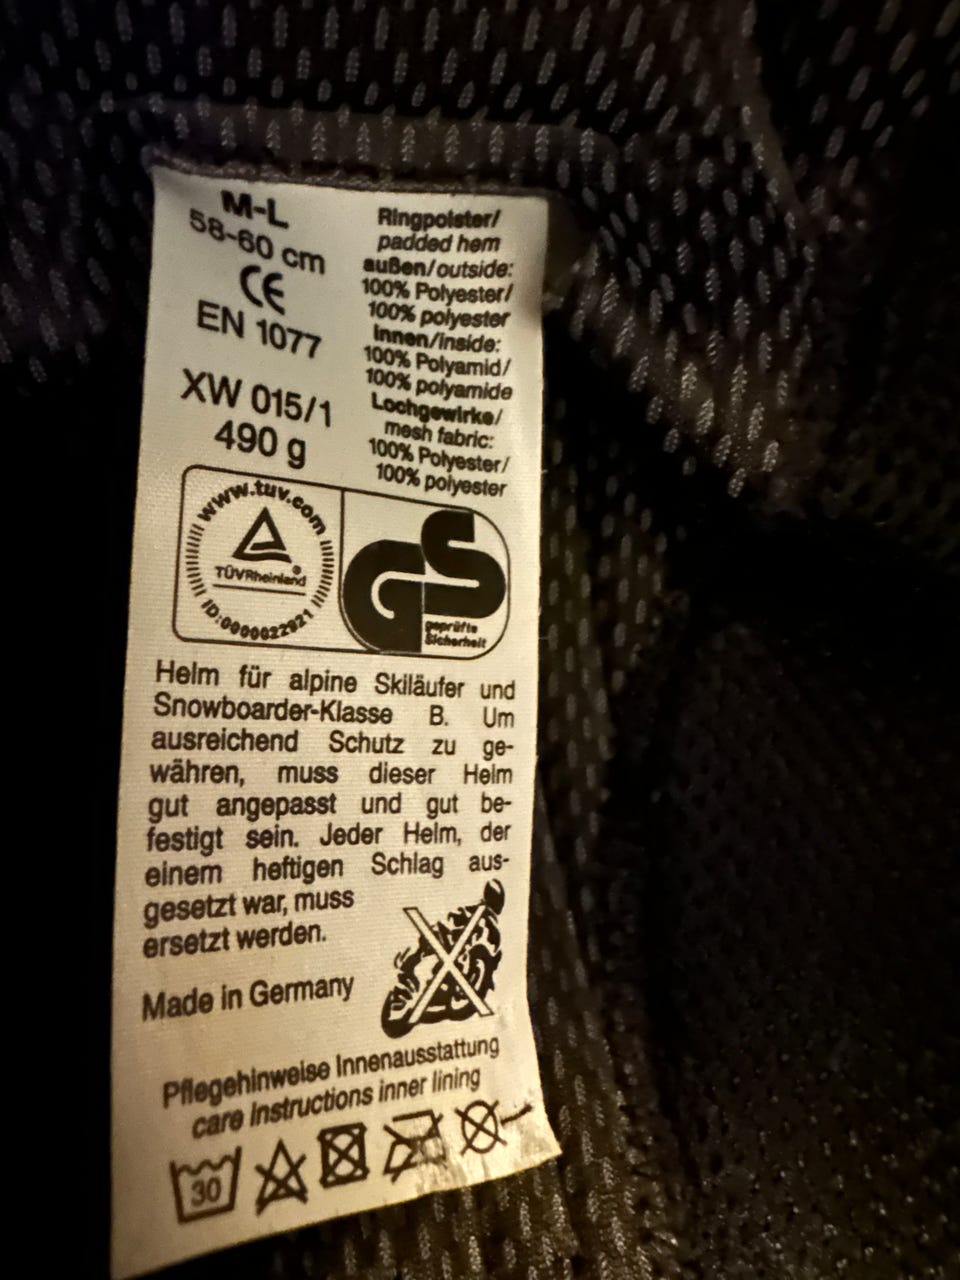 M-L
58-60 cm
CE
EN 1077
XW 015/1
490 g
Ringpolster/
padded hem
außen/outside:
100% Polyester/
100% polyester
Innen/inside:
100% Polyamid/
100% polyamide
Lochgewirke/
mesh fabric:
100% Polyester/
100% polyester
www.tuv.com
TÜVRheinland®
ID:0000022921
GS
geprüfte
Sicherheit
Helm für alpine Skiläufer und
Snowboarder-Klasse B. Um
ausreichend Schutz zu ge-
währen, muss dieser Helm
gut angepasst und gut be-
festigt sein. Jeder Helm, der
einem heftigen Schlag aus-
gesetzt war, muss
ersetzt werden.
Made in Germany
Pflegehinweise Innenausstattung
care instructions inner lining
30